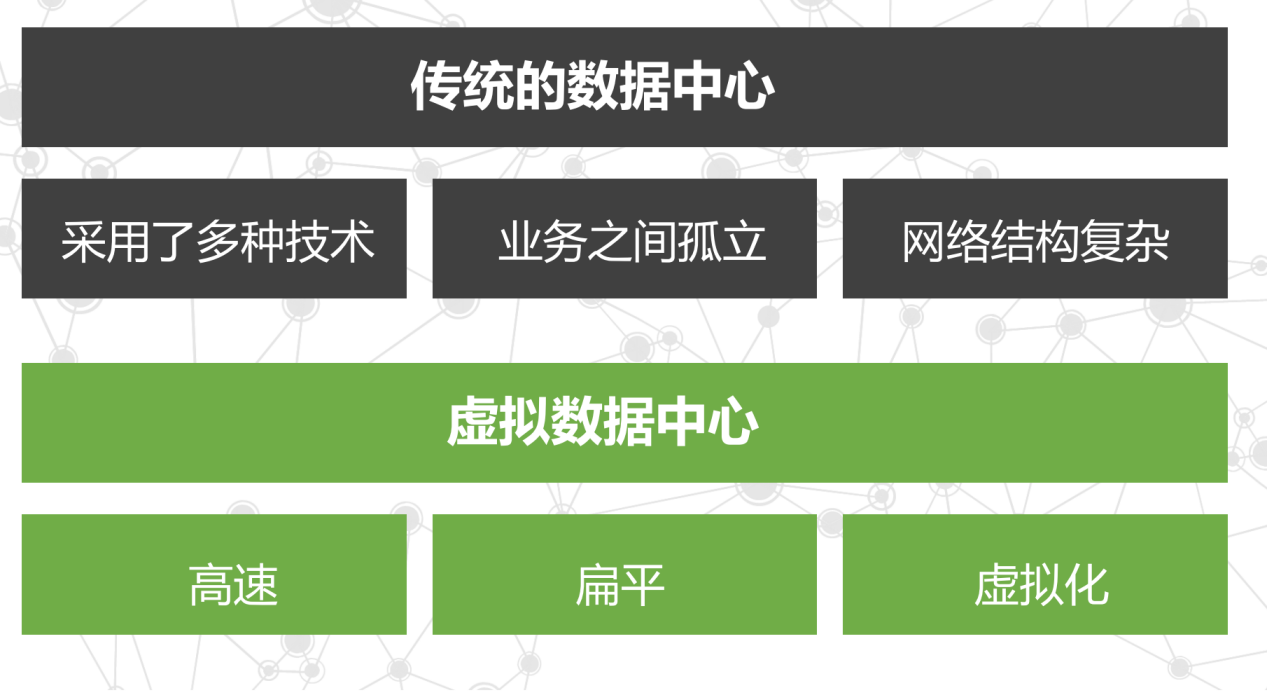 传统的数据中心
采用了多种技术
业务之间孤立
网络结构复杂
虚拟数据中心
高速
扁平
虚拟化